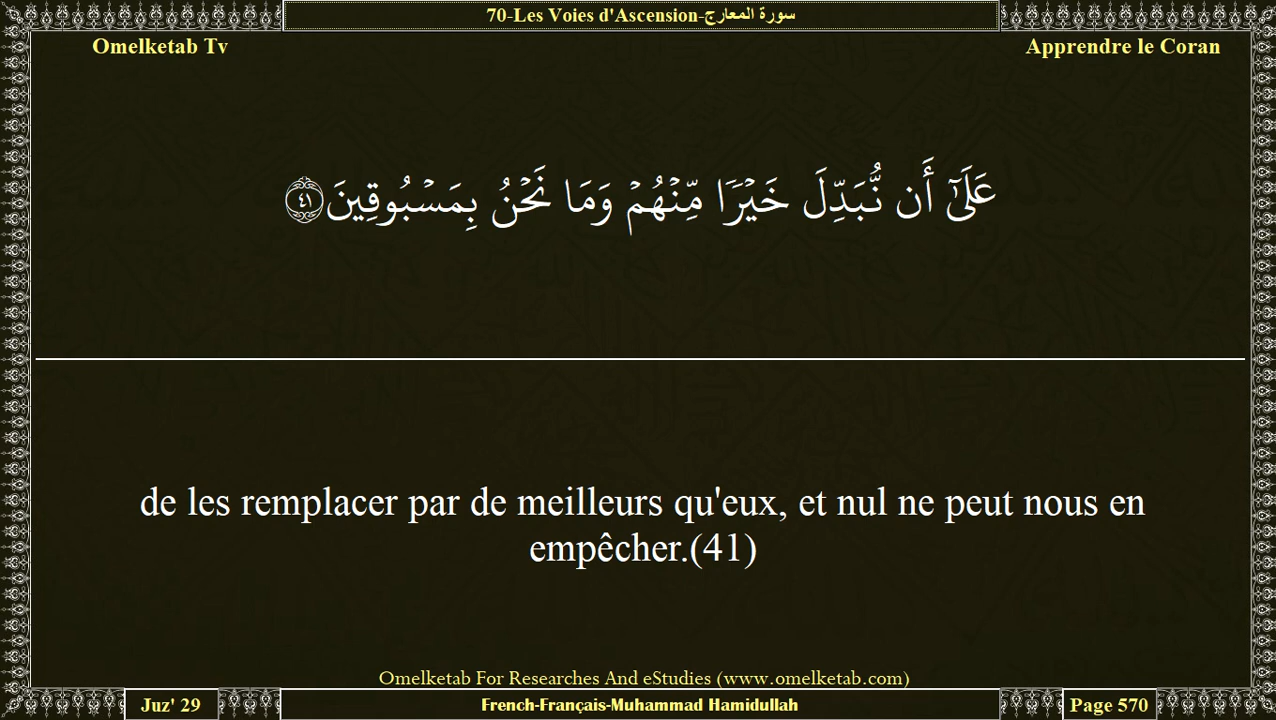 70-Les Voies d'Ascension-سورة المعارج
Omelketab Tv
Apprendre le Coran
عَلَىٰٓ أَن نُّبَدِّلَ خَيْرًا مِّنْهُمْ وَمَا نَحْنُ بِمَسْبُوقِينَ ٤١
de les remplacer par de meilleurs qu'eux, et nul ne peut nous en
empêcher.(41)
Omelketab For Researches And eStudies (www.omelketab.com)
Juz' 29
French-Français-Muhammad Hamidullah
Page 570